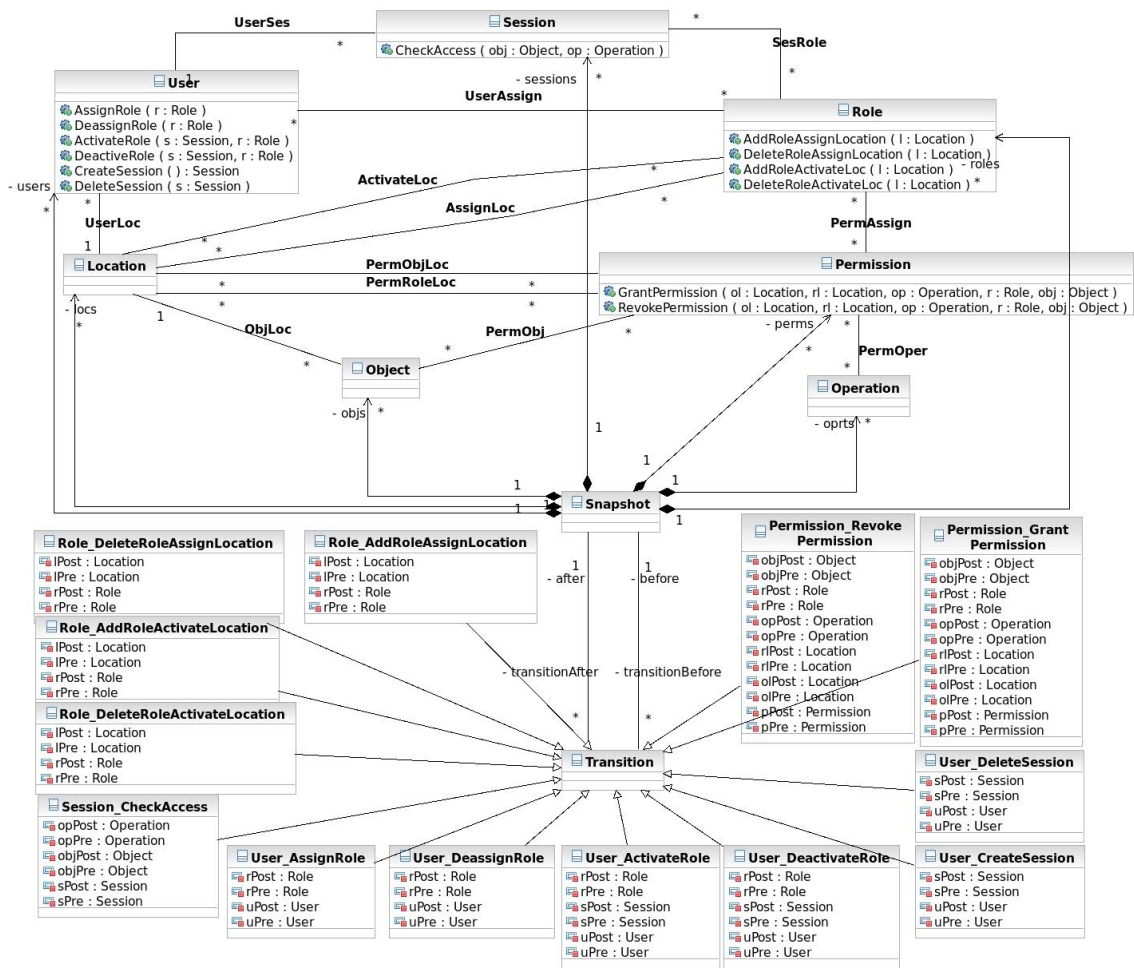 UserSes
Session
CheckAccess ( obj : Object, op : Operation )
*
*
SesRole
*
- sessions
*
1
User
AssignRole ( r : Role )
DeassignRole ( r : Role )
ActivateRole ( s : Session, r : Role )
DeactiveRole ( s : Session, r : Role )
CreateSession ( ) : Session
DeleteSession ( s : Session )
UserAssign
*
*
Role
AddRoleAssignLocation ( l : Location )
DeleteRoleAssignLocation ( l : Location )
AddRoleActivateLoc ( l : Location )
DeleteRoleActivateLoc ( l : Location )
- roles
*
- users
*
*
UserLoc
1
ActivateLoc
*
*
AssignLoc
*
*
*
PermAssign
*
Location
- locs
*
PermObjLoc
*
*
PermRoleLoc
*
*
Permission
GrantPermission ( ol : Location, rl : Location, op : Operation, r : Role, obj : Object )
RevokePermission ( ol : Location, rl : Location, op : Operation, r : Role, obj : Object )
- perms
*
1
ObjLoc
*
PermObj
*
*
*
PermOper
*
Object
- objs
*
Operation
- oprts
*
1
1
1
1
1
1
1
Snapshot
1
- after
1
- before
- transitionAfter
*
- transitionBefore
*
Role_DeleteRoleAssignLocation
lPost : Location
lPre : Location
rPost : Role
rPre : Role
Role_AddRoleAssignLocation
lPost : Location
lPre : Location
rPost : Role
rPre : Role
Permission_Revoke
Permission
objPost : Object
objPre : Object
rPost : Role
rPre : Role
opPost : Operation
opPre : Operation
rlPost : Location
rlPre : Location
olPost : Location
olPre : Location
pPost : Permission
pPre : Permission
Permission_Grant
Permission
objPost : Object
objPre : Object
rPost : Role
rPre : Role
opPost : Operation
opPre : Operation
rlPost : Location
rlPre : Location
olPost : Location
olPre : Location
pPost : Permission
pPre : Permission
Role_AddRoleActivateLocation
lPost : Location
lPre : Location
rPost : Role
rPre : Role
Role_DeleteRoleActivateLocation
lPost : Location
lPre : Location
rPost : Role
rPre : Role
Transition
User_DeleteSession
sPost : Session
sPre : Session
uPost : User
uPre : User
Session_CheckAccess
opPost : Operation
opPre : Operation
objPost : Object
objPre : Object
sPost : Session
sPre : Session
User_AssignRole
rPost : Role
rPre : Role
uPost : User
uPre : User
User_DeassignRole
rPost : Role
rPre : Role
uPost : User
uPre : User
User_ActivateRole
rPost : Role
rPre : Role
sPost : Session
sPre : Session
uPost : User
uPre : User
User_DeactivateRole
rPost : Role
rPre : Role
sPost : Session
sPre : Session
uPost : User
uPre : User
User_CreateSession
sPost : Session
sPre : Session
uPost : User
uPre : User